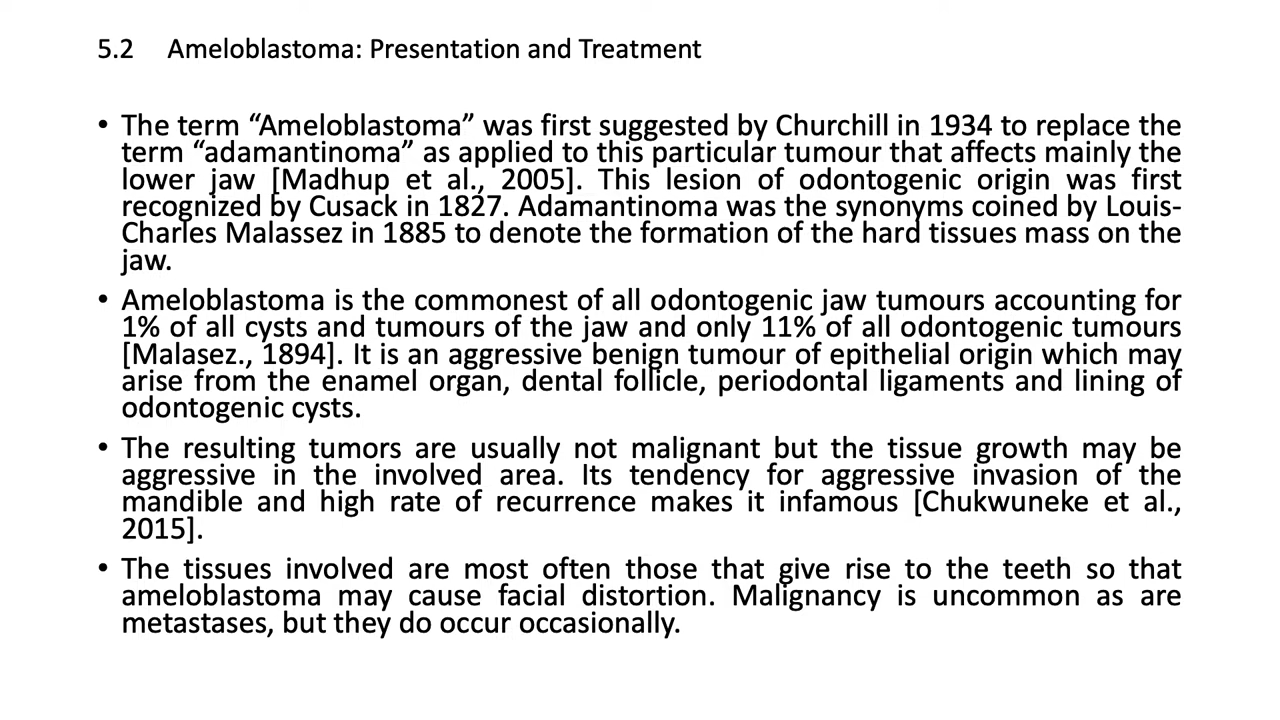 5.2 Ameloblastoma: Presentation and Treatment
• The term “Ameloblastoma” was first suggested by Churchill in 1934 to replace the
term “adamantinoma” as applied to this particular tumour that affects mainly the
lower jaw [Madhup et al., 2005]. This lesion of odontogenic origin was first
recognized by Cusack in 1827. Adamantinoma was the synonyms coined by Louis-
Charles Malassez in 1885 to denote the formation of the hard tissues mass on the
jaw.
• Ameloblastoma is the commonest of all odontogenic jaw tumours accounting for
1% of all cysts and tumours of the jaw and only 11% of all odontogenic tumours
[Malasez., 1894]. It is an aggressive benign tumour of epithelial origin which may
arise from the enamel organ, dental follicle, periodontal ligaments and lining of
odontogenic cysts.
• The resulting tumors are usually not malignant but the tissue growth may be
aggressive in the involved area. Its tendency for aggressive invasion of the
mandible and high rate of recurrence makes it infamous [Chukwuneke et al.,
2015].
• The tissues involved are most often those that give rise to the teeth so that
ameloblastoma may cause facial distortion. Malignancy is uncommon as are
metastases, but they do occur occasionally.